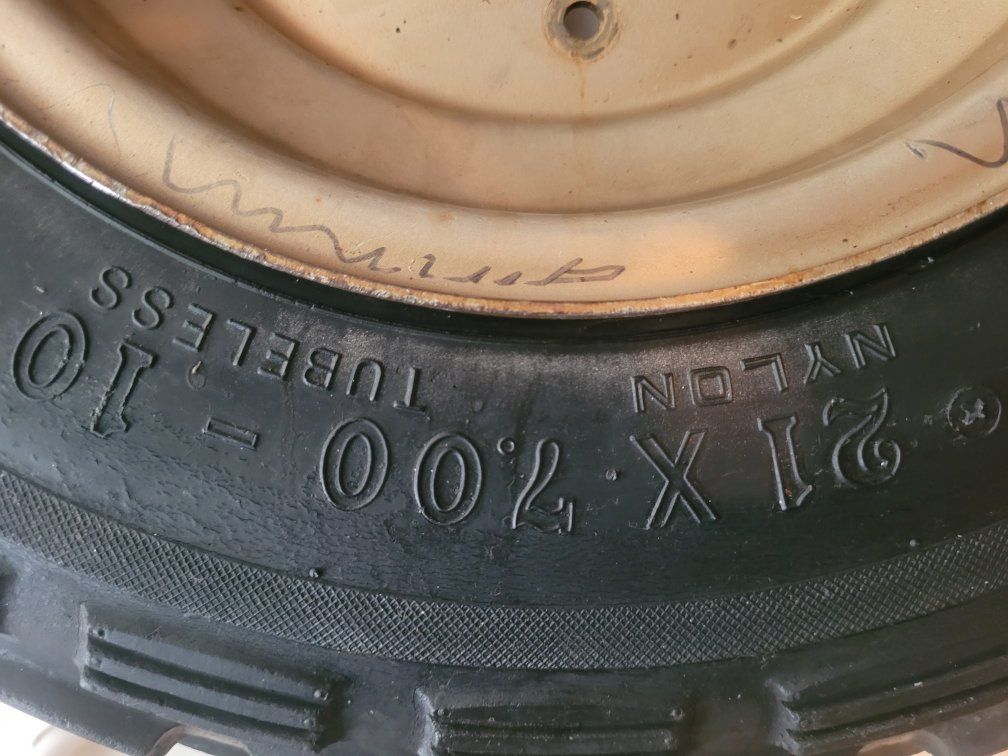 21 X 7.00 - 10
NYLON TUBELESS